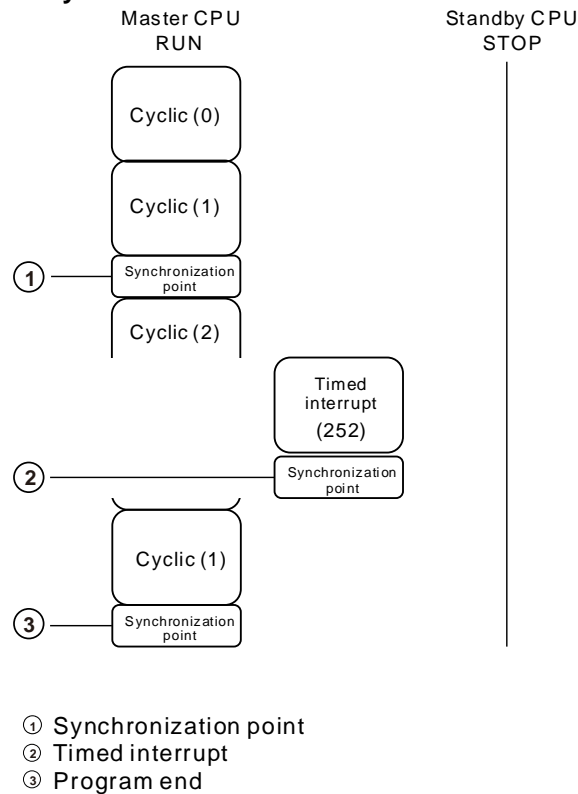 Master CPU
RUN
Standby CPU
STOP
Cyclic (0)
Cyclic (1)
Synchronization
point
1
Cyclic (2)
Timed
interrupt
(252)
Synchronization
point
2
Cyclic (1)
Synchronization
point
3
① Synchronization point
② Timed interrupt
③ Program end